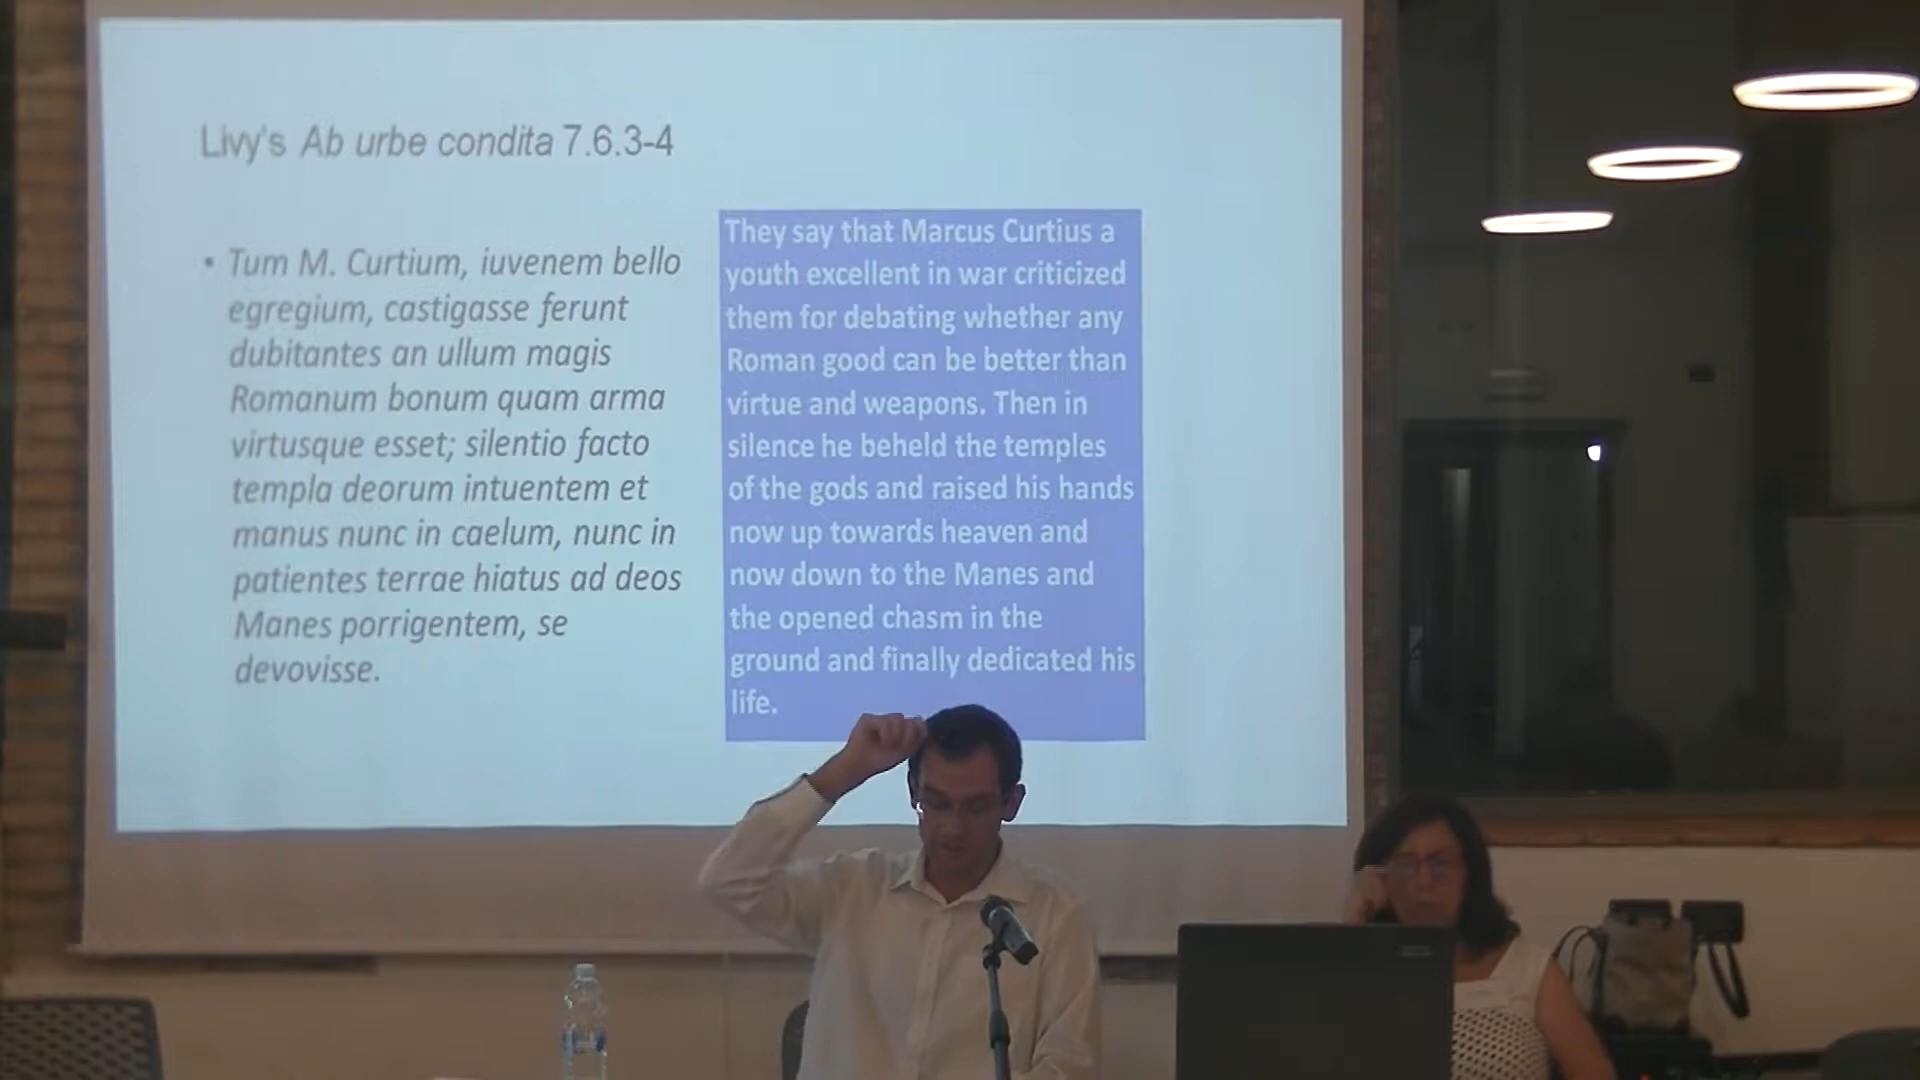 Livy's Ab urbe condita 7.6.3-4
• Tum M. Curtium, iuvenem bello
egregium, castigasse ferunt
dubitantes an ullum magis
Romanum bonum quam arma
virtusque esset; silentio facto
templa deorum intuentem et
manus nunc in caelum, nunc in
patientes terrae hiatus ad deos
Manes porrigentem, se
devovisse.
They say that Marcus Curtius a
youth excellent in war criticized
them for debating whether any
Roman good can be better than
virtue and weapons. Then in
silence he beheld the temples
of the gods and raised his hands
now up towards heaven and
now down to the Manes and
the opened chasm in the
ground and finally dedicated his
life.